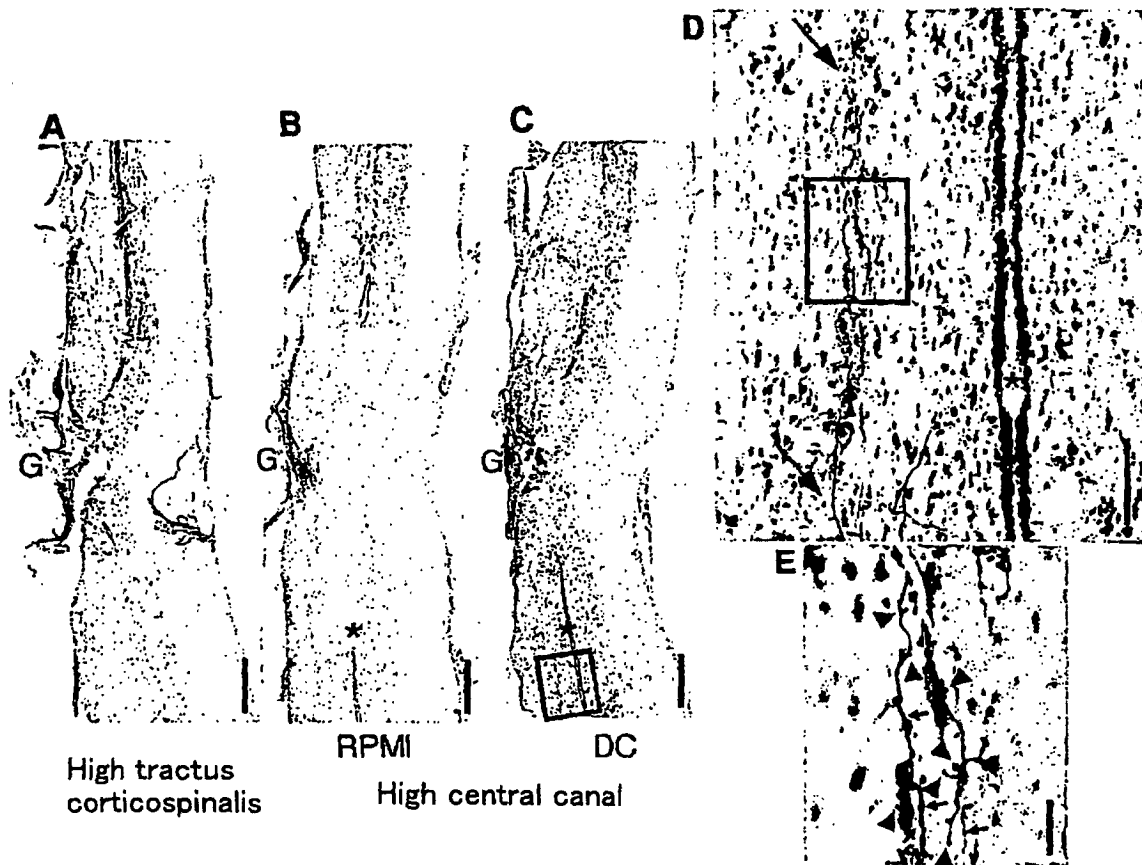 A
B
C
D
G
G
G
*
*
*
E
RPMI
DC
High tractus
corticospinalis
High central canal